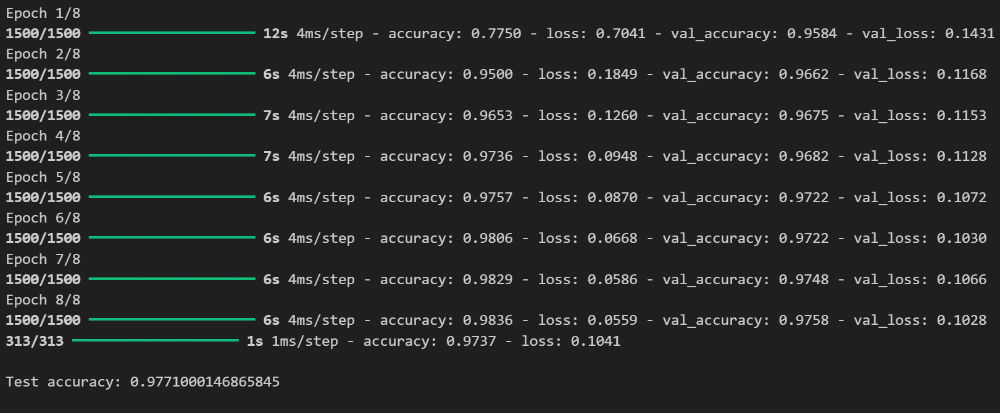 Epoch 1/8
1500/1500 ━━━━━━━━━━━━━━━━━━━━ 12s 4ms/step - accuracy: 0.7750 - loss: 0.7041 - val_accuracy: 0.9584 - val_loss: 0.1431
Epoch 2/8
1500/1500 ━━━━━━━━━━━━━━━━━━━━ 6s 4ms/step - accuracy: 0.9500 - loss: 0.1849 - val_accuracy: 0.9662 - val_loss: 0.1168
Epoch 3/8
1500/1500 ━━━━━━━━━━━━━━━━━━━━ 7s 4ms/step - accuracy: 0.9653 - loss: 0.1260 - val_accuracy: 0.9675 - val_loss: 0.1153
Epoch 4/8
1500/1500 ━━━━━━━━━━━━━━━━━━━━ 7s 4ms/step - accuracy: 0.9736 - loss: 0.0948 - val_accuracy: 0.9682 - val_loss: 0.1128
Epoch 5/8
1500/1500 ━━━━━━━━━━━━━━━━━━━━ 6s 4ms/step - accuracy: 0.9757 - loss: 0.0870 - val_accuracy: 0.9722 - val_loss: 0.1072
Epoch 6/8
1500/1500 ━━━━━━━━━━━━━━━━━━━━ 6s 4ms/step - accuracy: 0.9806 - loss: 0.0668 - val_accuracy: 0.9722 - val_loss: 0.1030
Epoch 7/8
1500/1500 ━━━━━━━━━━━━━━━━━━━━ 6s 4ms/step - accuracy: 0.9829 - loss: 0.0586 - val_accuracy: 0.9748 - val_loss: 0.1066
Epoch 8/8
1500/1500 ━━━━━━━━━━━━━━━━━━━━ 6s 4ms/step - accuracy: 0.9836 - loss: 0.0559 - val_accuracy: 0.9758 - val_loss: 0.1028
313/313 ━━━━━━━━━━━━━━━━━━━━ 1s 1ms/step - accuracy: 0.9737 - loss: 0.1041
Test accuracy: 0.9771000146865845